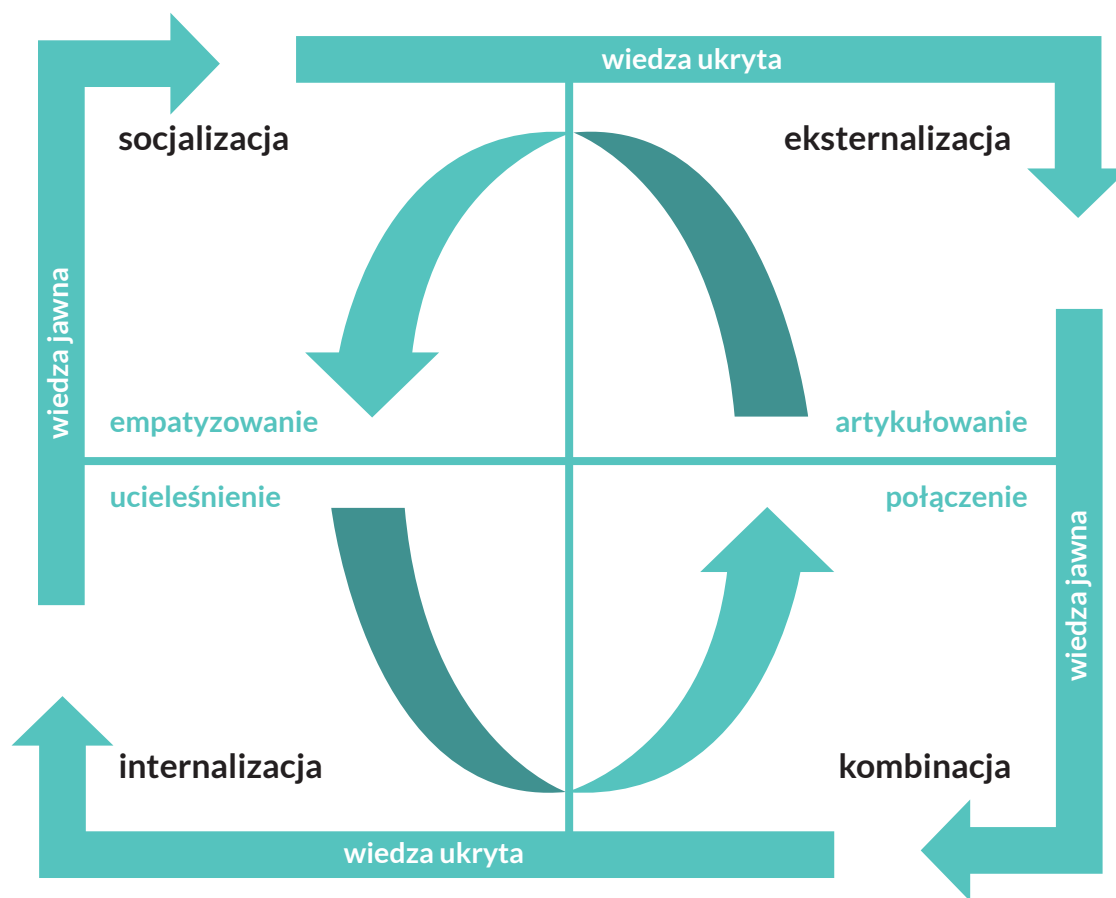 wiedza ukryta
socjalizacja
eksternalizacja
wiedza jawna
empatyzowanie
artykułowanie
ucieleśnienie
połączenie
wiedza jawna
internalizacja
kombinacja
wiedza ukryta